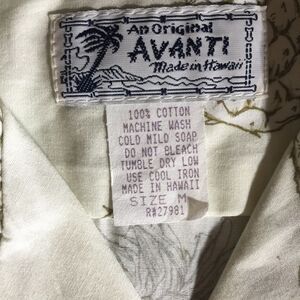 An Original
AVANTI
Made in Hawaii
100% COTTON
MACHINE WASH
COLD MILD SOAP
DO NOT BLEACH
TUMBLE DRY LOW
USE COOL IRON
MADE IN HAWAII
SIZE M
R#27981